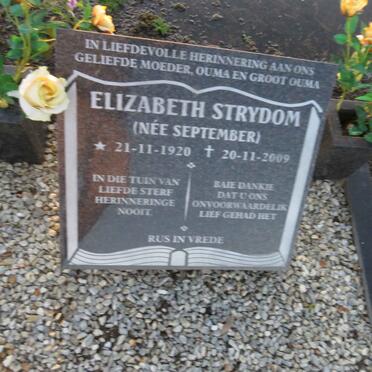 IN LIEFDEVOLLE HERINNERING AAN ONS
GELIEFDE MOEDER, OUMA EN GROOT OUMA
ELIZABETH STRYDOM
(NÉE SEPTEMBER)
★ 21-11-1920 ✝ 20-11-2009
IN DIE TUIN VAN
LIEFDE STERF
HERINNERINGE
NOOIT.
BAIE DANKIE
DAT U ONS
ONVOORWAARDELIK
LIEF GEHAD HET
RUS IN VREDE